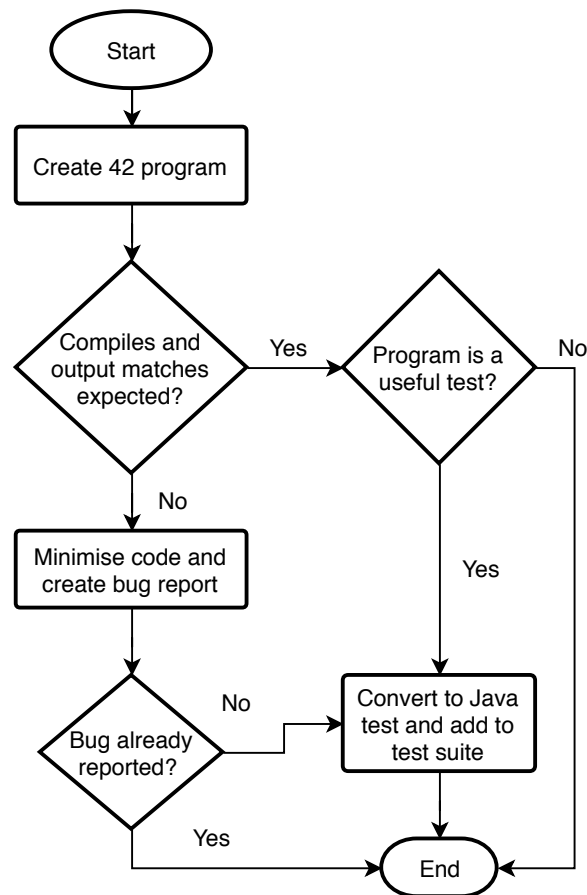 Start
Create 42 program
Compiles and
output matches
expected?
Yes
Program is a
useful test?
No
No
Minimise code and
create bug report
Yes
Bug already
reported?
No
Convert to Java
test and add to
test suite
Yes
End